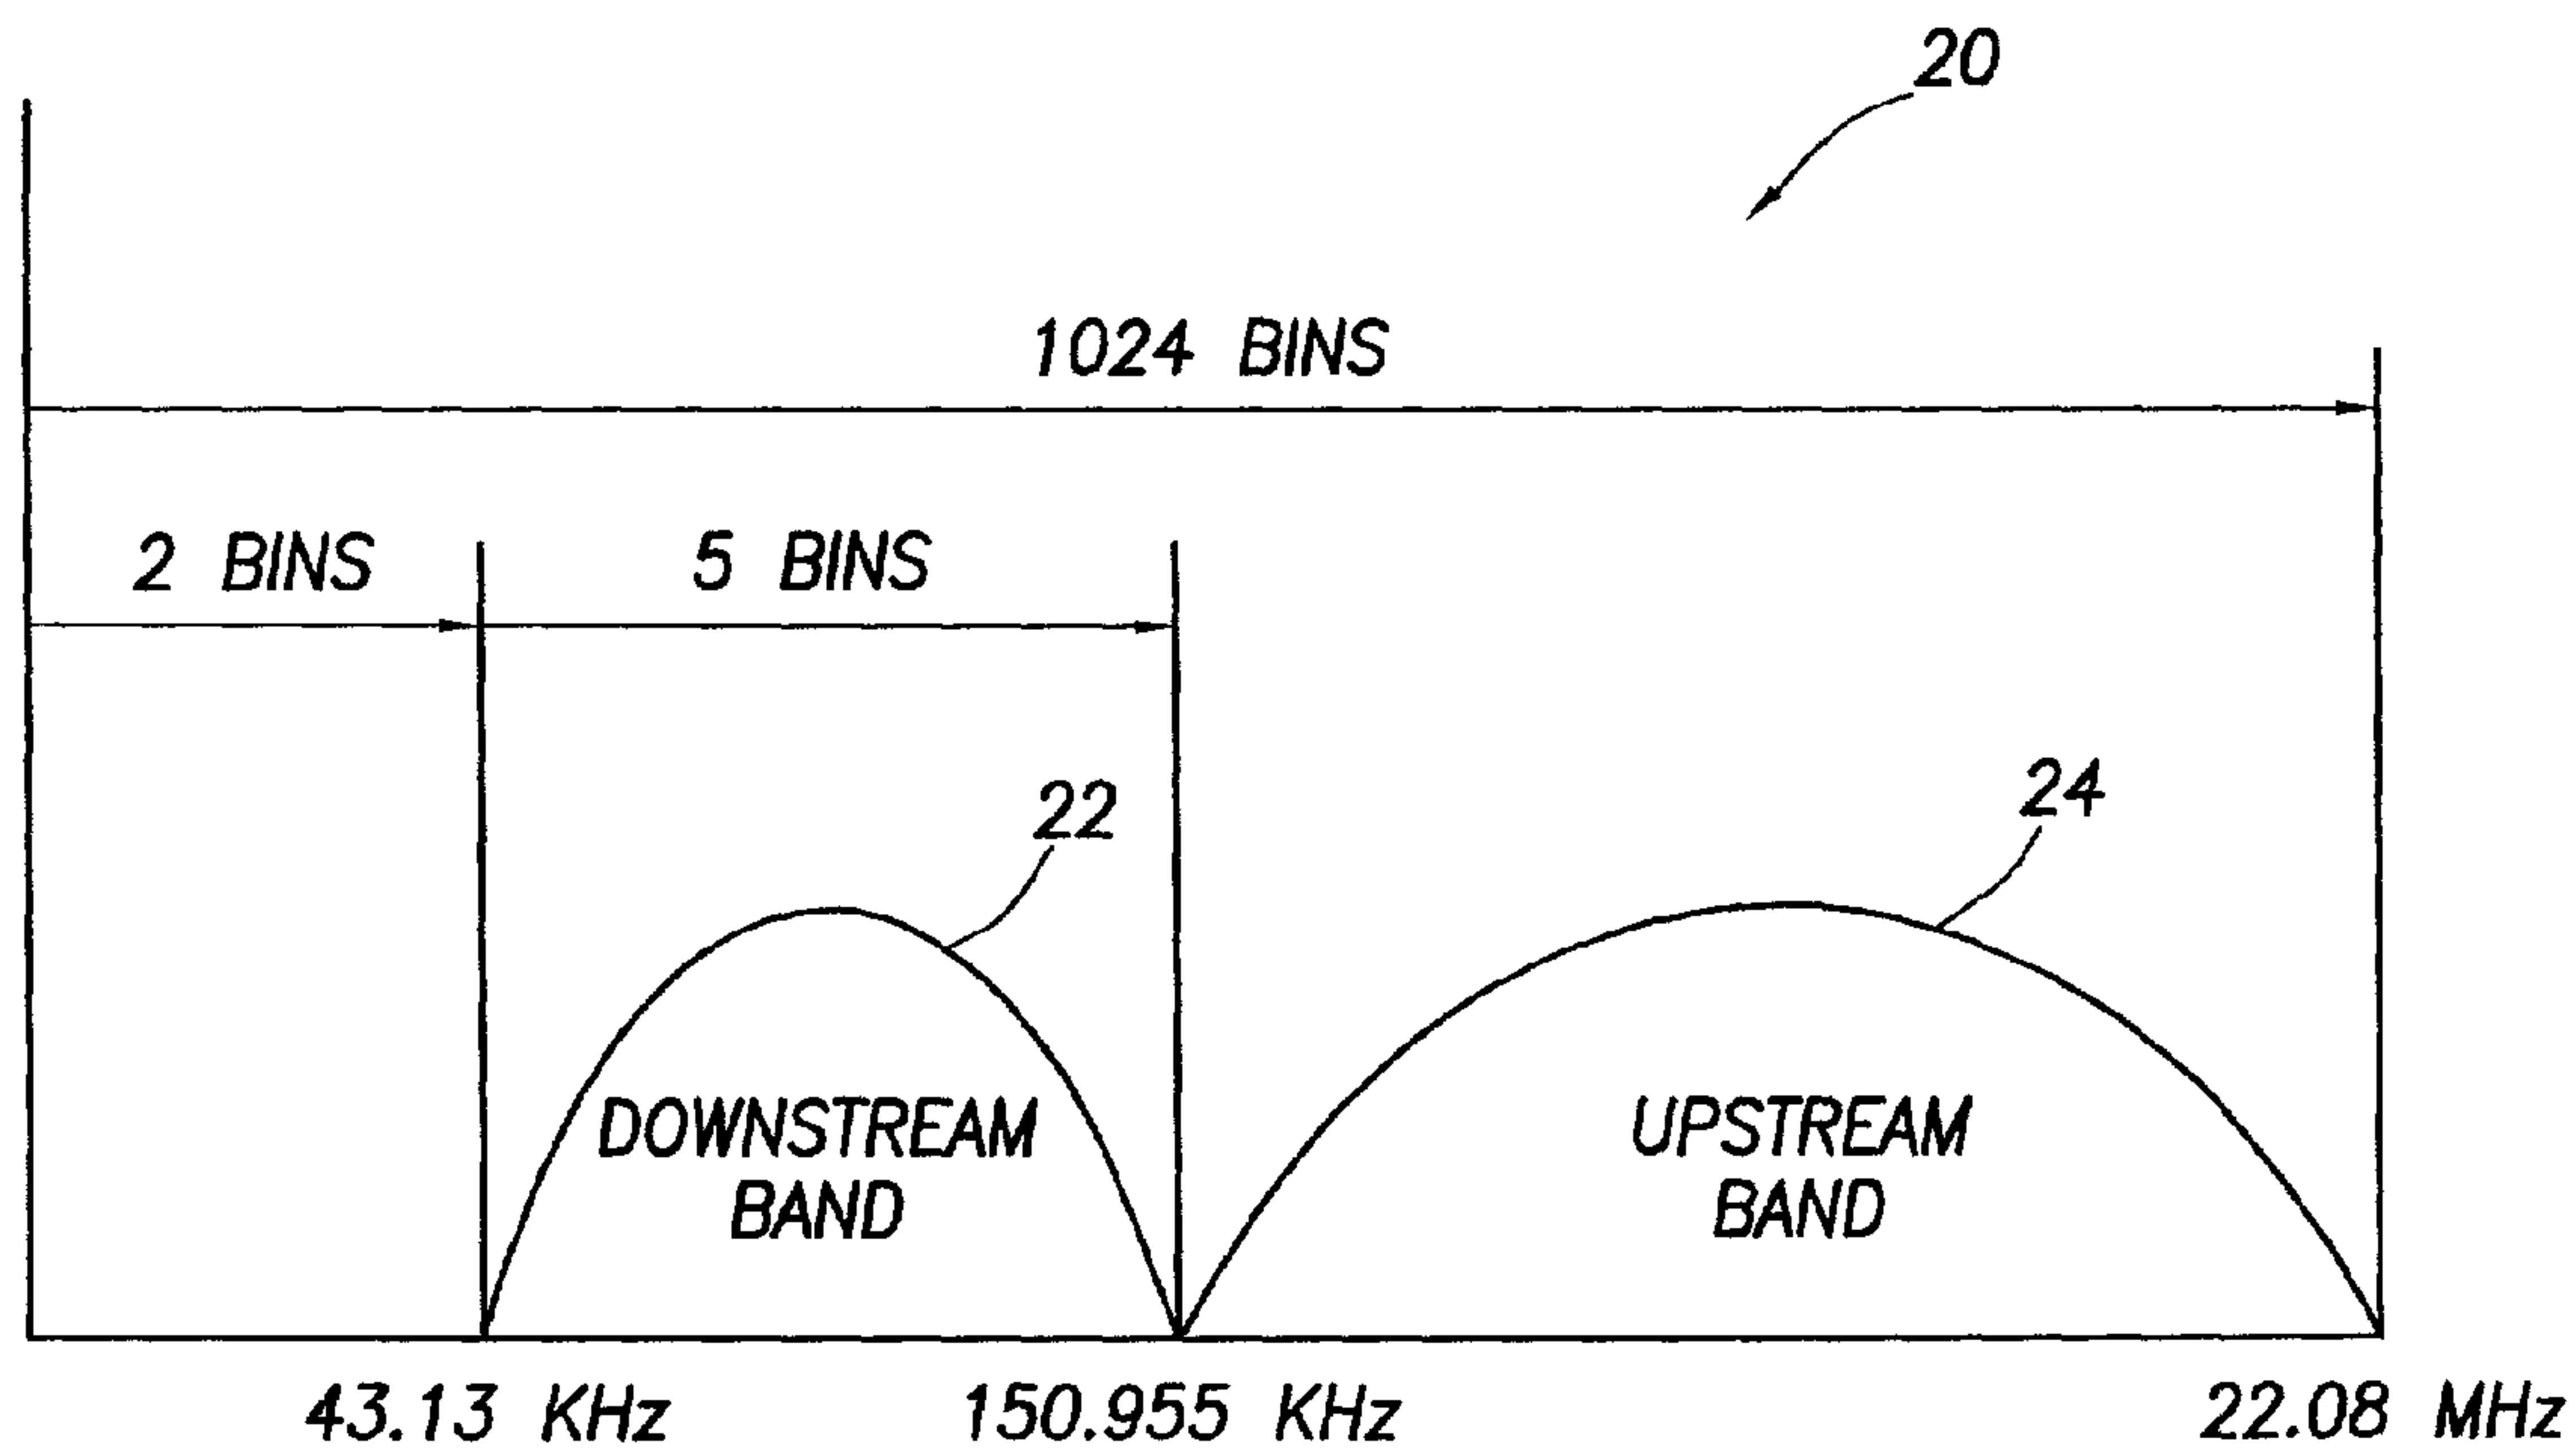 20
1024 BINS
2 BINS
5 BINS
22
24
DOWNSTREAM
BAND
UPSTREAM
BAND
43.13 KHz
150.955 KHz
22.08 MHz